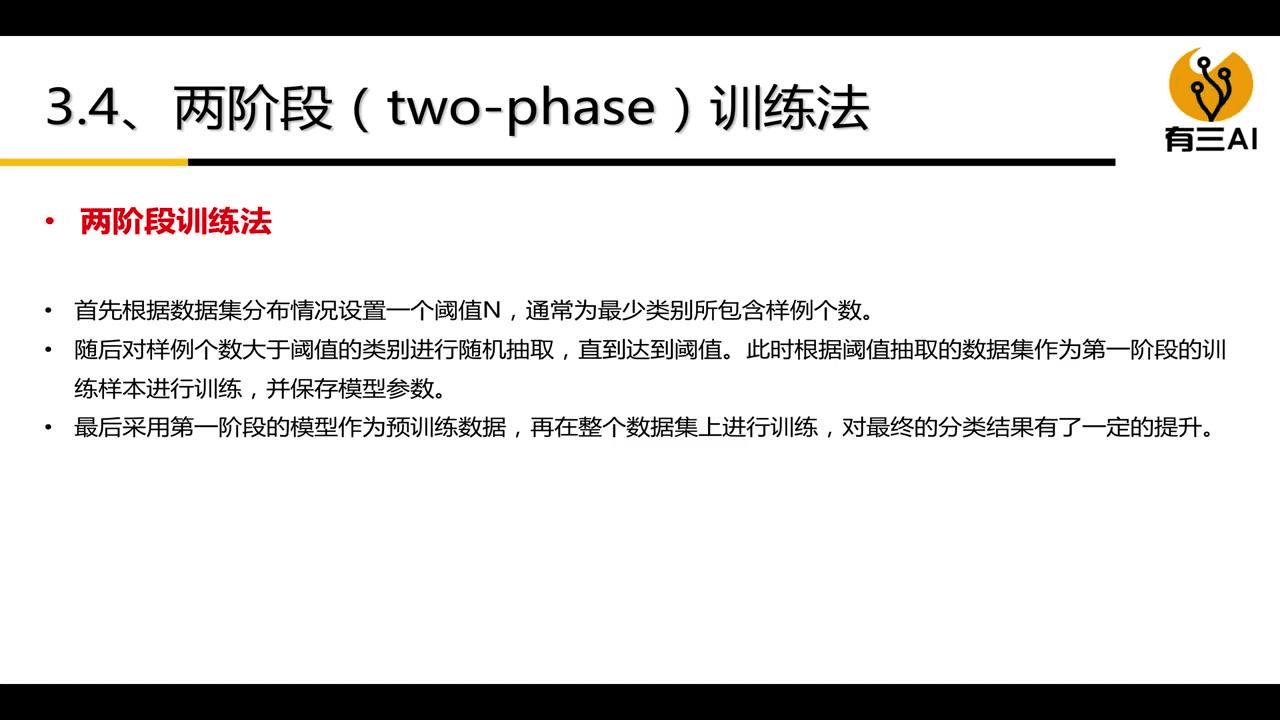 3.4、两阶段（two-phase）训练法
有三AI
• 两阶段训练法
• 首先根据数据集分布情况设置一个阈值N，通常为最少类别所包含样例个数。
• 随后对样例个数大于阈值的类别进行随机抽取，直到达到阈值。此时根据阈值抽取的数据集作为第一阶段的训
练样本进行训练，并保存模型参数。
• 最后采用第一阶段的模型作为预训练数据，再在整个数据集上进行训练，对最终的分类结果有了一定的提升。